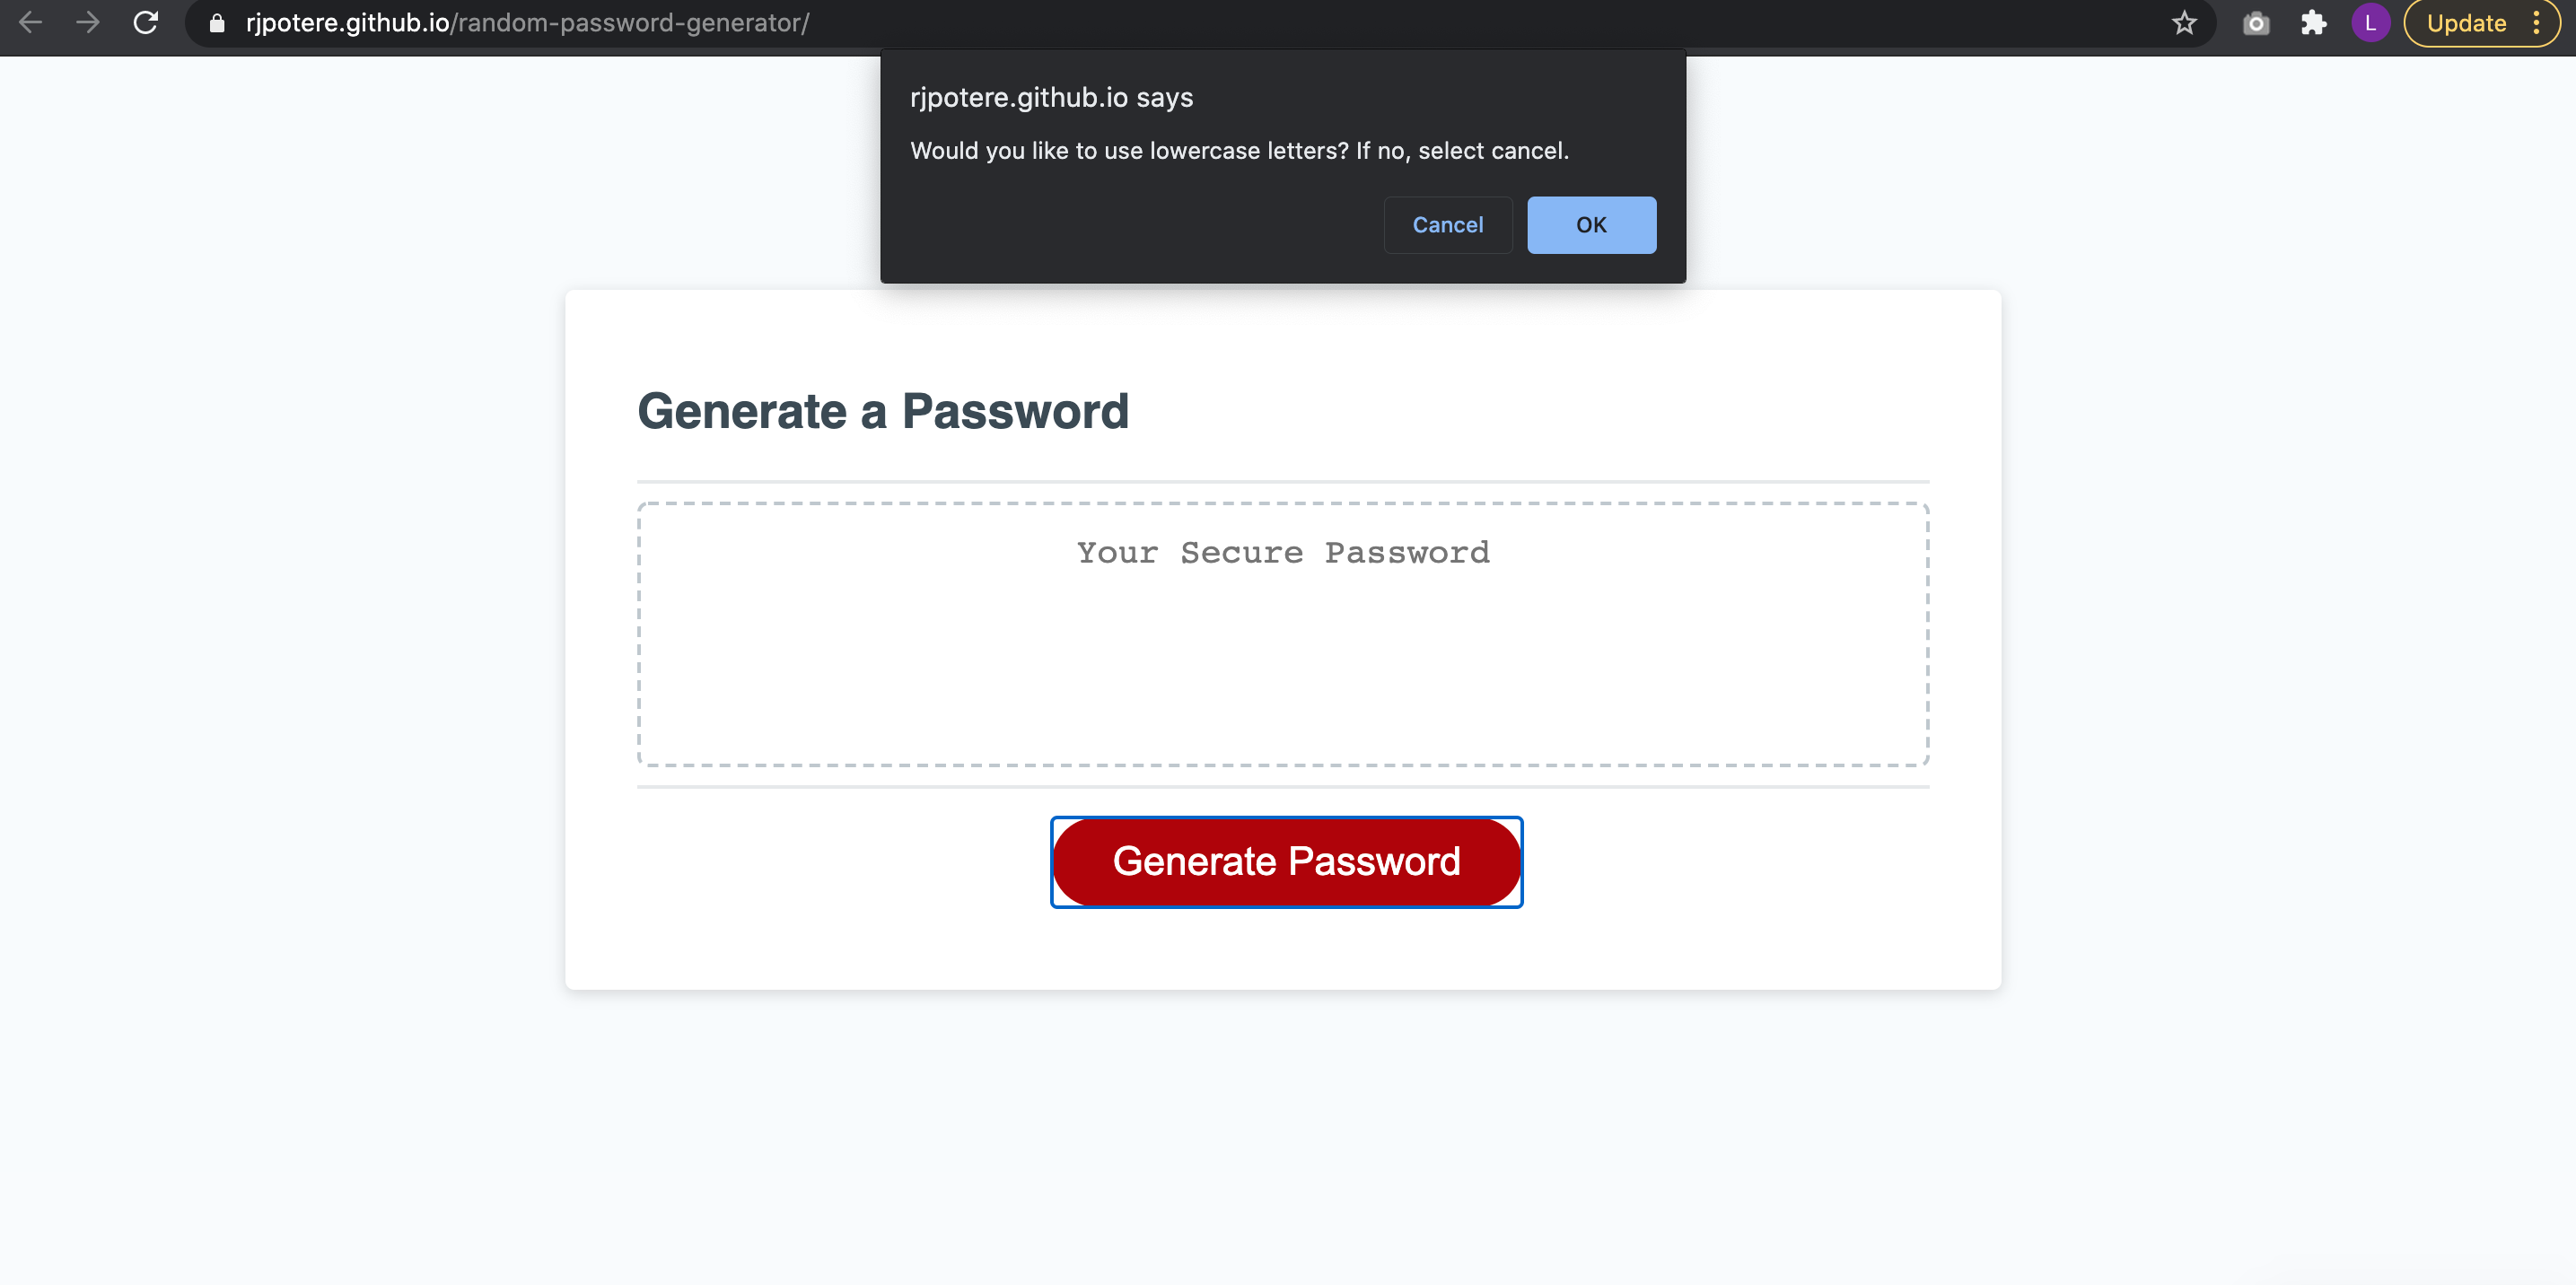 rjpotere.github.io/random-password-generator/
L
Update
rjpotere.github.io says
Would you like to use lowercase letters? If no, select cancel.
Cancel
OK
Generate a Password
Your Secure Password
Generate Password